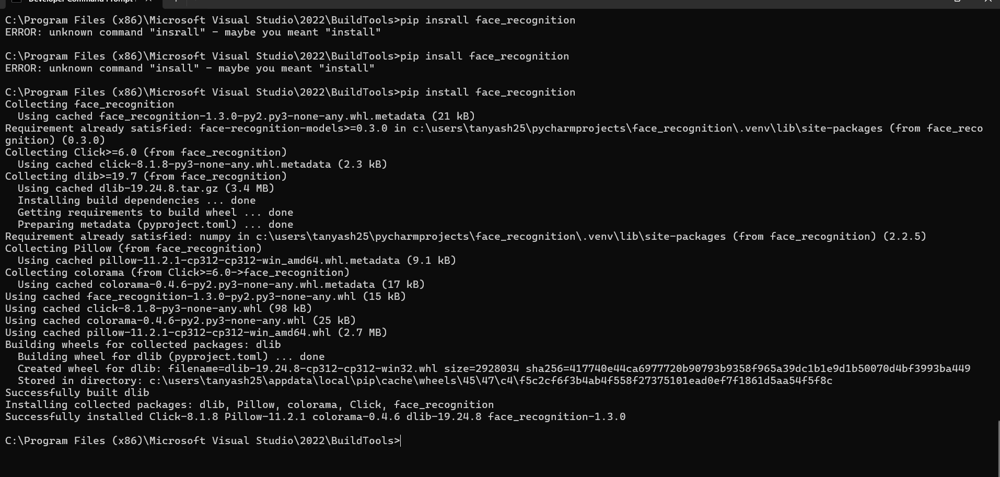 Developer Command Prompt
C:\Program Files (x86)\Microsoft Visual Studio\2022\BuildTools>pip insrall face_recognition
ERROR: unknown command "insrall" - maybe you meant "install"
C:\Program Files (x86)\Microsoft Visual Studio\2022\BuildTools>pip insall face_recognition
ERROR: unknown command "insall" - maybe you meant "install"
C:\Program Files (x86)\Microsoft Visual Studio\2022\BuildTools>pip install face_recognition
Collecting face_recognition
  Using cached face_recognition-1.3.0-py2.py3-none-any.whl.metadata (21 kB)
Requirement already satisfied: face-recognition-models>=0.3.0 in c:\users\tanyash25\pycharmprojects\face_recognition\.venv\lib\site-packages (from face_reco
gnition) (0.3.0)
Collecting Click>=6.0 (from face_recognition)
  Using cached click-8.1.8-py3-none-any.whl.metadata (2.3 kB)
Collecting dlib>=19.7 (from face_recognition)
  Using cached dlib-19.24.8.tar.gz (3.4 MB)
  Installing build dependencies ... done
  Getting requirements to build wheel ... done
  Preparing metadata (pyproject.toml) ... done
Requirement already satisfied: numpy in c:\users\tanyash25\pycharmprojects\face_recognition\.venv\lib\site-packages (from face_recognition) (2.2.5)
Collecting Pillow (from face_recognition)
  Using cached pillow-11.2.1-cp312-cp312-win_amd64.whl.metadata (9.1 kB)
Collecting colorama (from Click>=6.0->face_recognition)
  Using cached colorama-0.4.6-py2.py3-none-any.whl.metadata (17 kB)
Using cached face_recognition-1.3.0-py2.py3-none-any.whl (15 kB)
Using cached click-8.1.8-py3-none-any.whl (98 kB)
Using cached colorama-0.4.6-py2.py3-none-any.whl (25 kB)
Using cached pillow-11.2.1-cp312-cp312-win_amd64.whl (2.7 MB)
Building wheels for collected packages: dlib
  Building wheel for dlib (pyproject.toml) ... done
  Created wheel for dlib: filename=dlib-19.24.8-cp312-cp312-win32.whl size=2928034 sha256=417740e44ca6977720b90793b9358f965a39dc1b1e9d1b50070d4bf3993ba449
  Stored in directory: c:\users\tanyash25\appdata\local\pip\cache\wheels\45\47\c4\f5c2cf6f3b4ab4f558f27375101ead0ef7f1861d5aa54f5f8c
Successfully built dlib
Installing collected packages: dlib, Pillow, colorama, Click, face_recognition
Successfully installed Click-8.1.8 Pillow-11.2.1 colorama-0.4.6 dlib-19.24.8 face_recognition-1.3.0
C:\Program Files (x86)\Microsoft Visual Studio\2022\BuildTools>